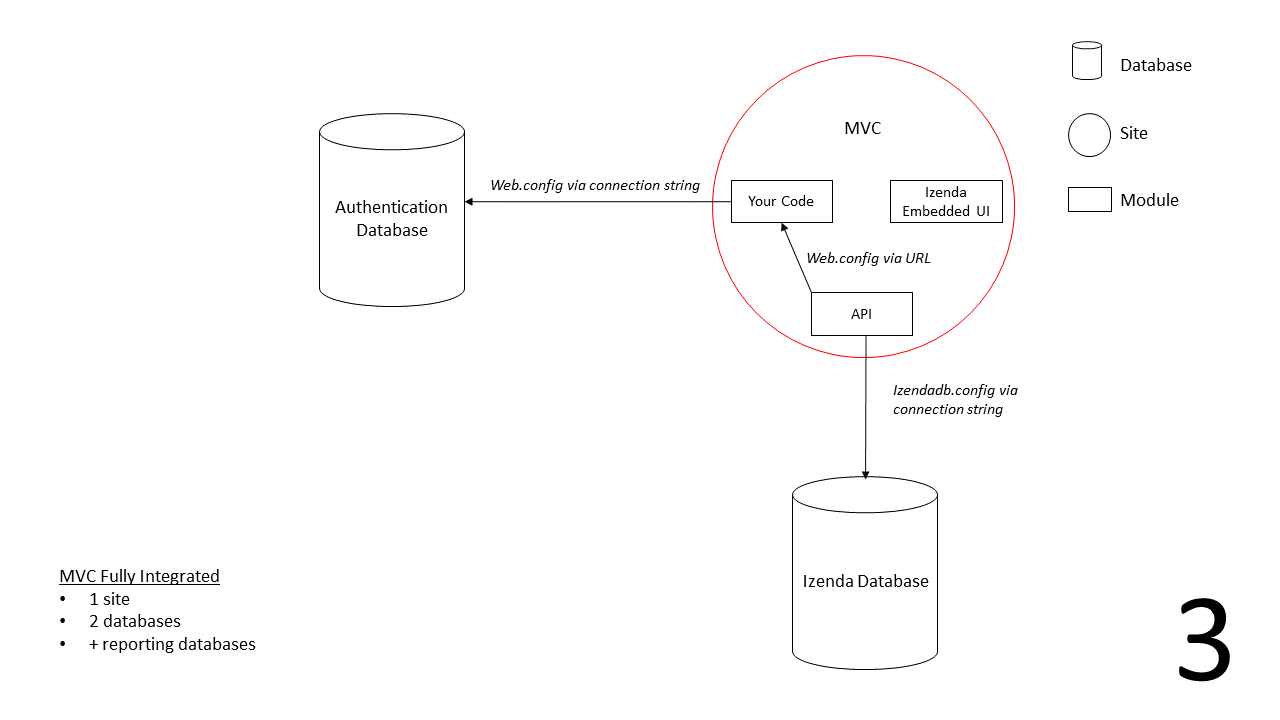 Database
MVC
Site
Web.config via connection string
Izenda
Embedded UI
Your Code
Module
Authentication
Database
Web.config via URL
API
Izendadb.config via
connection string
MVC Fully Integrated
• 1 site
• 2 databases
• + reporting databases
Izenda Database
3